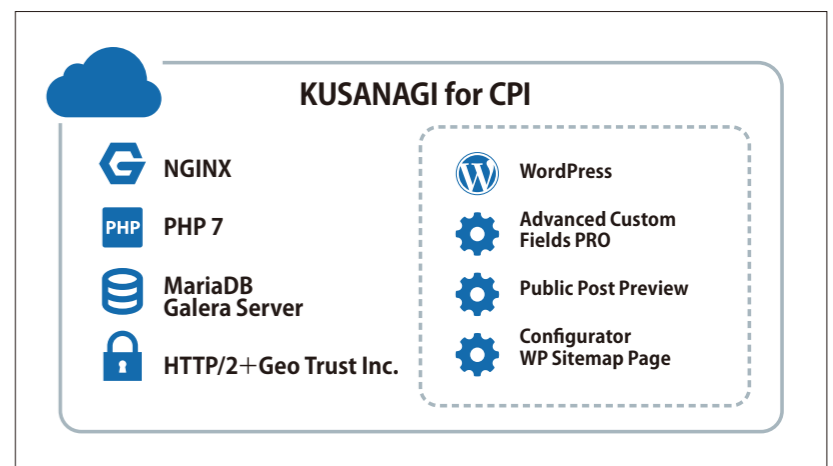 KUSANAGI for CPI
NGINX
PHP
PHP 7
MariaDB
Galera Server
HTTP/2+Geo Trust Inc.
WordPress
Advanced Custom
Fields PRO
Public Post Preview
Configurator
WP Sitemap Page